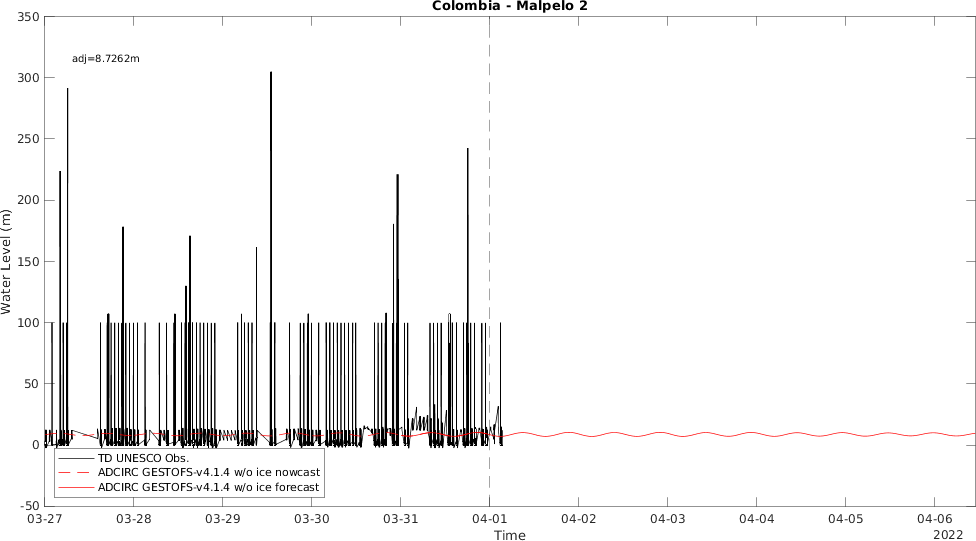 Colombia - Malpelo 2
350
300
250
200
150
100
50
0
-50
Water Level (m)
adj=8.7262m
TD UNESCO Obs.
ADCIRC GESTOFS-v4.1.4 w/o ice nowcast
ADCIRC GESTOFS-v4.1.4 w/o ice forecast
03-27 03-28 03-29 03-30 03-31 04-01 04-02 04-03 04-04 04-05 04-06
Time
2022